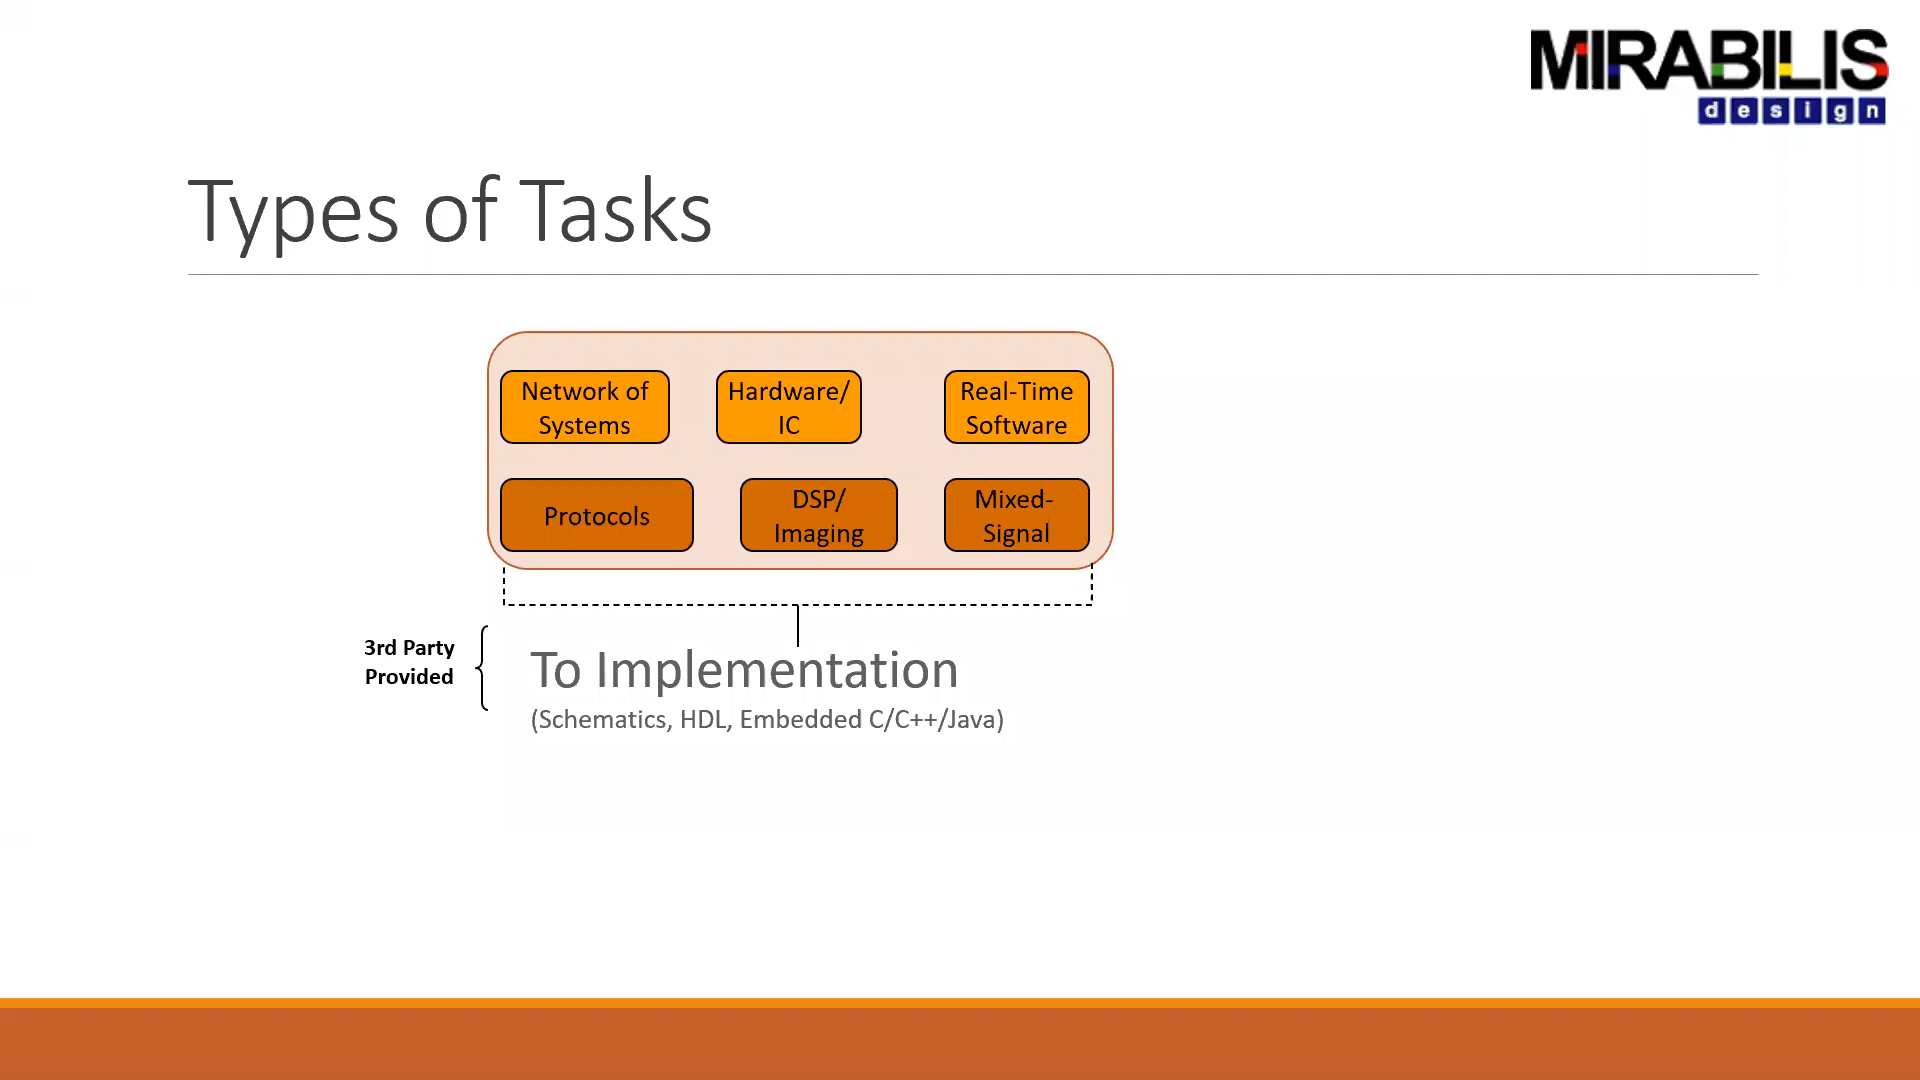 MIRABILIS
design
Types of Tasks
Network of
Systems
Hardware/
IC
Real-Time
Software
Protocols
DSP/
Imaging
Mixed-
Signal
3rd Party
Provided
To Implementation
(Schematics, HDL, Embedded C/C++/Java)